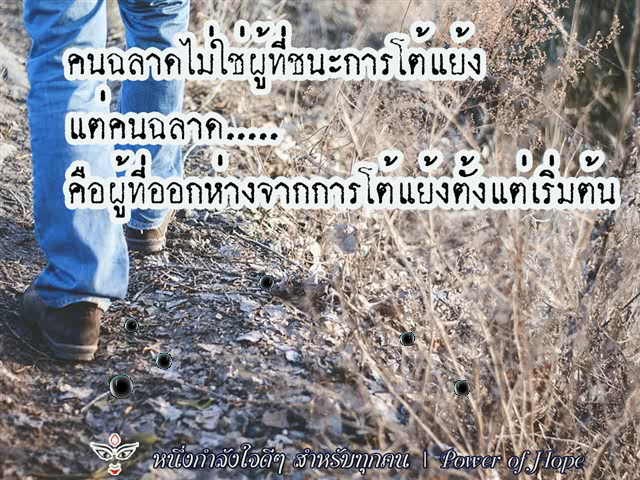 คนฉลาดไม่ใช่ผู้ที่ชนะการโต้แย้ง
แต่คนฉลาด.....
คือผู้ที่ออกห่างจากการโต้แย้งตั้งแต่เริ่มต้น
หนึ่งกำลังใจดีๆ สำหรับทุกคน | Power of Hope